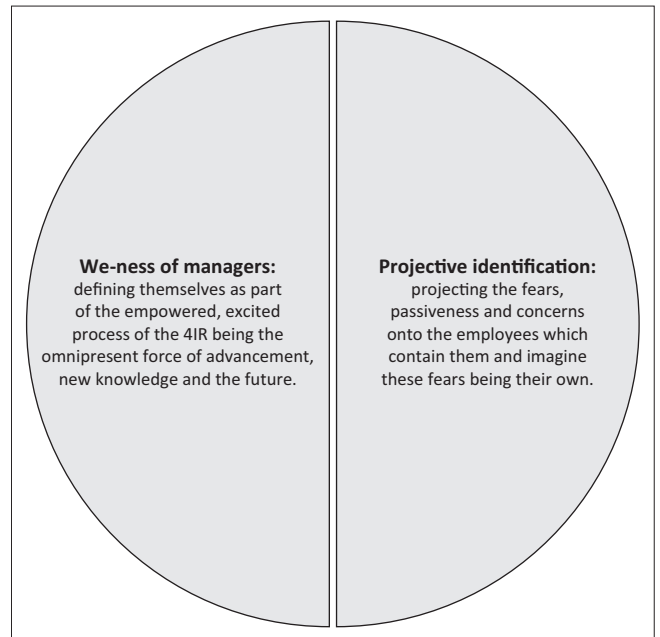 We-ness of managers:
defining themselves as part
of the empowered, excited
process of the 4IR being the
omnipresent force of advancement,
new knowledge and the future.
Projective identification:
projecting the fears,
passiveness and concerns
onto the employees which
contain them and imagine
these fears being their own.